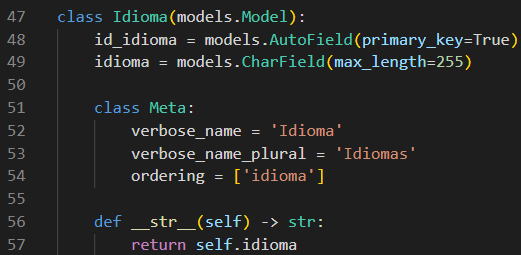 47 class Idioma(models.Model):
48     id_idioma = models.AutoField(primary_key=True)
49     idioma = models.CharField(max_length=255)
50
51     class Meta:
52         verbose_name = 'Idioma'
53         verbose_name_plural = 'Idiomas'
54         ordering = ['idioma']
55
56     def __str__(self) -> str:
57         return self.idioma